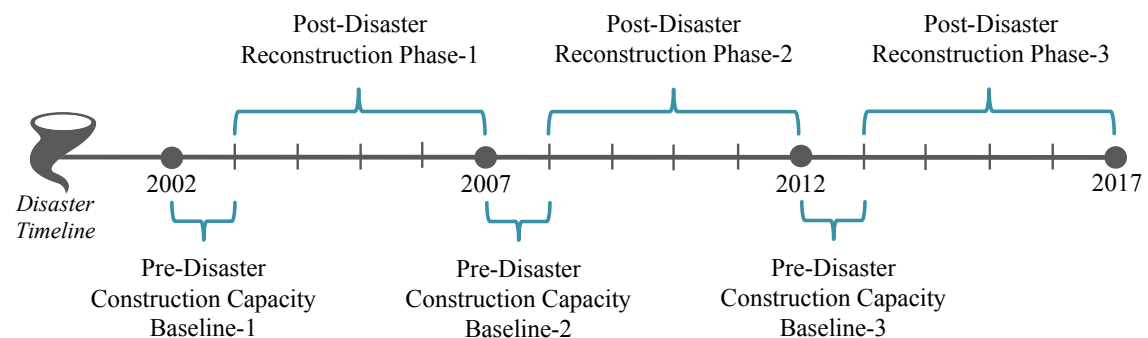 Post-Disaster
Reconstruction Phase-1
Post-Disaster
Reconstruction Phase-2
Post-Disaster
Reconstruction Phase-3
2002
2007
2012
2017
Disaster
Timeline
Pre-Disaster
Construction Capacity
Baseline-1
Pre-Disaster
Construction Capacity
Baseline-2
Pre-Disaster
Construction Capacity
Baseline-3